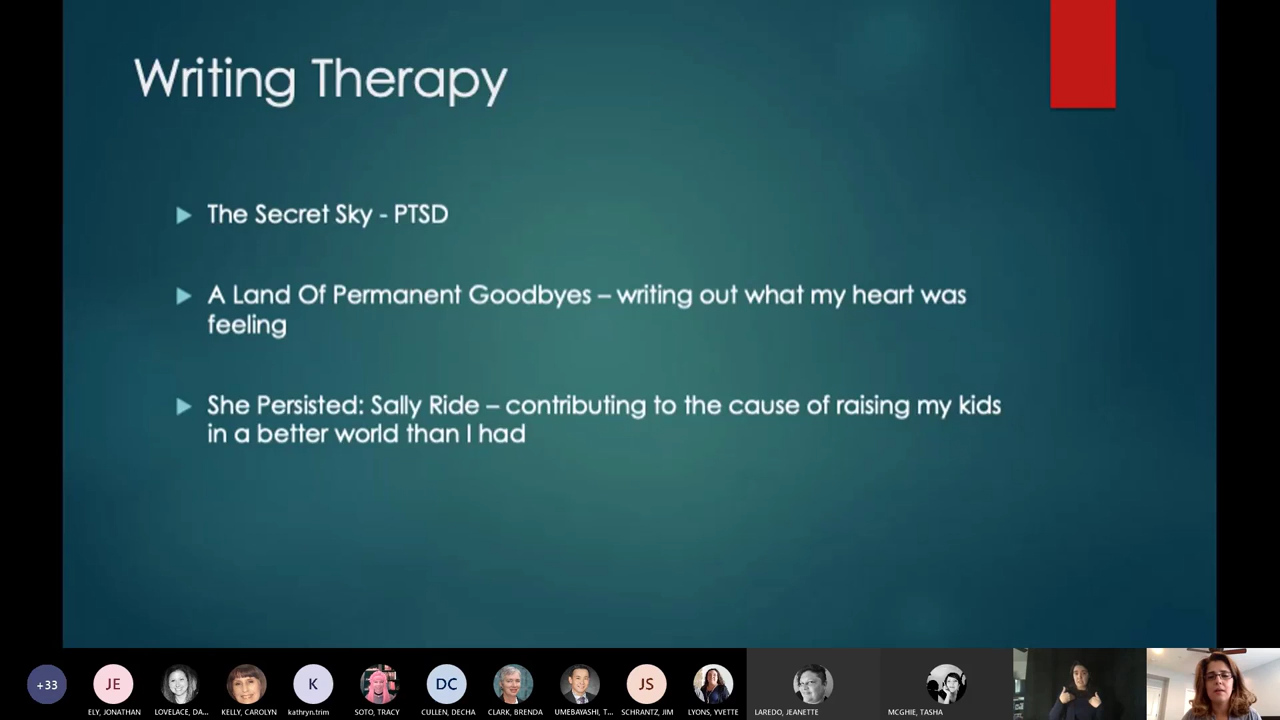 Writing Therapy
The Secret Sky - PTSD
A Land Of Permanent Goodbyes – writing out what my heart was
feeling
She Persisted: Sally Ride – contributing to the cause of raising my kids
in a better world than I had
+33
JE
K
DC
JS
ELY, JONATHAN
LOVELACE, DA...
KELLY, CAROLYN
kathryn.trim
SOTO, TRACY
CULLEN, DECHA
CLARK, BRENDA
UMEBAYASHI, T...
SCHRANTZ, JIM
LYONS, YVETTE
LAREDO, JEANETTE
MCGHIE, TASHA